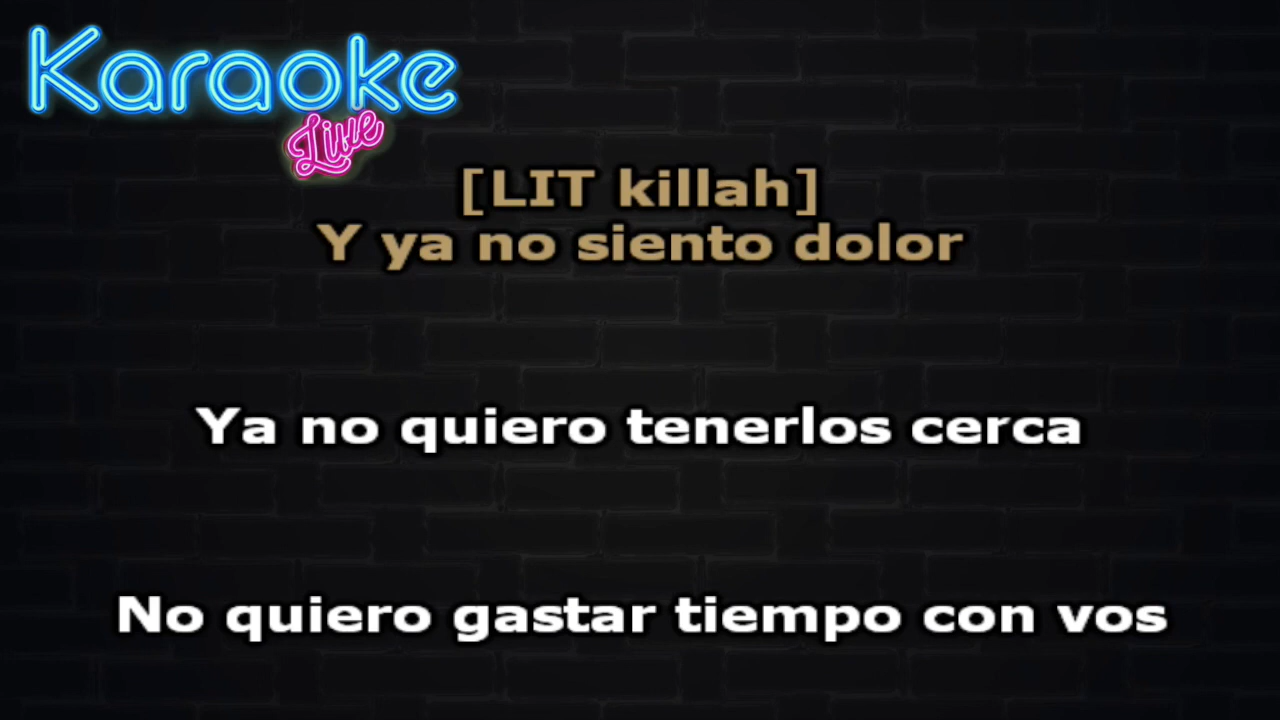 Karaoke
Live
[LIT killah]
Y ya no siento dolor
Ya no quiero tenerlos cerca
No quiero gastar tiempo con vos